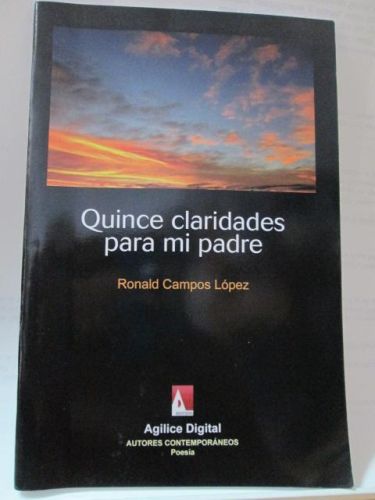 Quince claridades
para mi padre
Ronald Campos López
Agilice Digital
AUTORES CONTEMPORÁNEOS
Poesía